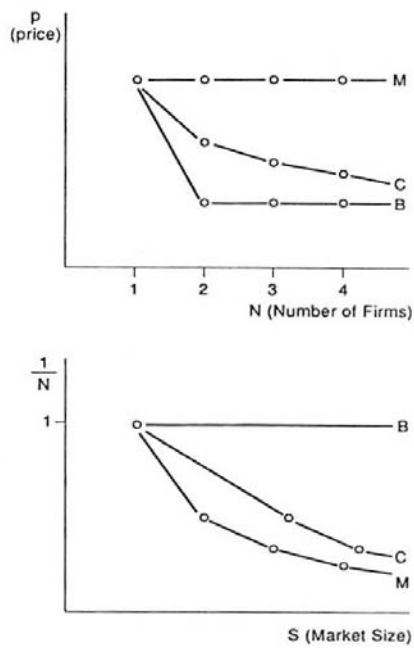 p
(price)
M
C
B
1 2 3 4
N (Number of Firms)
1
N
1
B
C
M
S (Market Size)